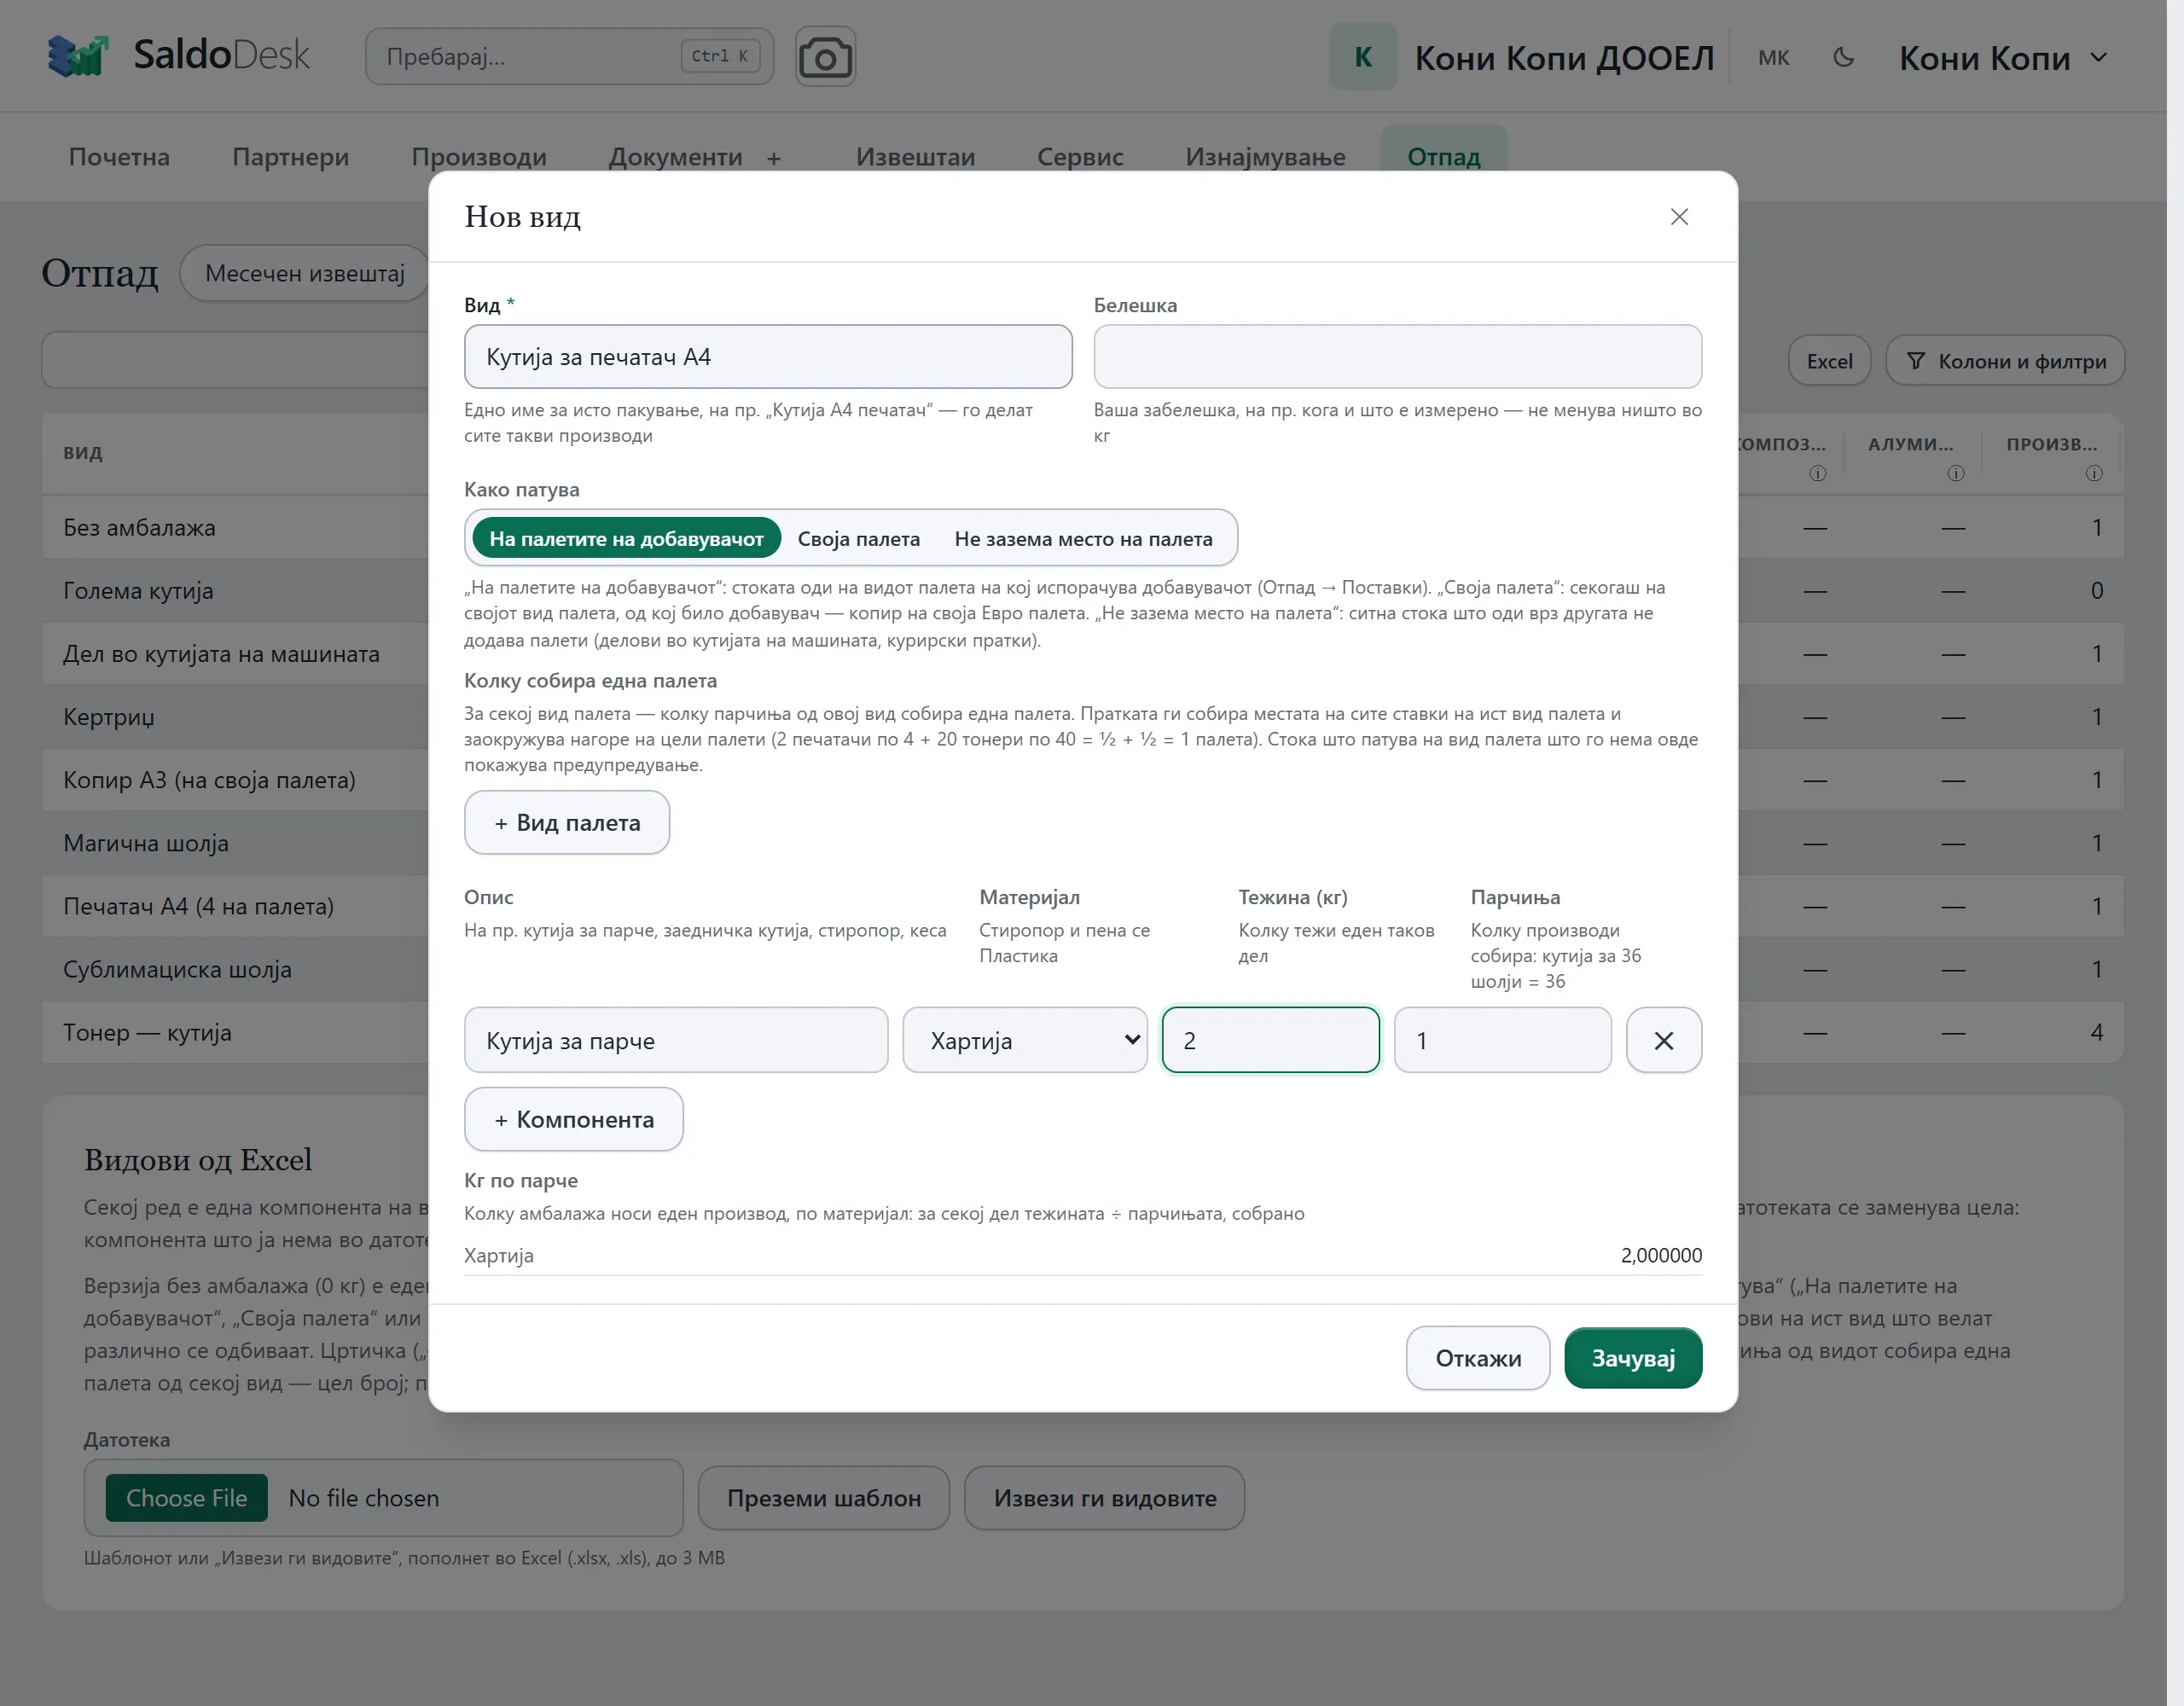 SaldoDesk
Пребарај...
Ctrl K
К
Кони Копи ДООЕЛ
МК
Кони Копи
Почетна
Партнери
Производи
Документи
+
Извештаи
Сервис
Изнајмување
Отпад
Отпад
Месечен извештај
Excel
Колони и филтри
ВИД
АЛУМИ...
ПРОИЗВ...
Без амбалажа
— — 1
Голема кутија
— — 0
Дел во кутијата на машината
— — 1
Кертриџ
— — 1
Копир А3 (на своја палета)
— — 1
Магична шолја
— — 1
Печатач А4 (4 на палета)
— — 1
Сублимациска шолја
— — 1
Тонер — кутија
— — 4
Нов вид
Вид *
Кутија за печатач А4
Едно име за исто пакување, на пр. „Кутија А4 печатач“ — го делат
сите такви производи
Белешка
Ваша забелешка, на пр. кога и што е измерено — не менува ништо во
кг
Како патува
На палетите на добавувачот
Своја палета
Не зазема место на палета
„На палетите на добавувачот“: стоката оди на видот палета на кој испорачува добавувачот (Отпад → Поставки). „Своја палета“: секогаш на
својот вид палета, од кој било добавувач — копир на своја Евро палета. „Не зазема место на палета“: ситна стока што оди врз другата не
додава палети (делови во кутијата на машината, курирски пратки).
Колку собира една палета
За секој вид палета — колку парчиња од овој вид собира една палета. Пратката ги собира местата на сите ставки на ист вид палета и
заокружува нагоре на цели палети (2 печатачи по 4 + 20 тонери по 40 = ½ + ½ = 1 палета). Стока што патува на вид палета што го нема овде
покажува предупредување.
+ Вид палета
Опис
На пр. кутија за парче, заедничка кутија, стиропор, кеса
Материјал
Стиропор и пена се
Пластика
Тежина (кг)
Колку тежи еден таков
дел
Парчиња
Колку производи
собира: кутија за 36
шолји = 36
Кутија за парче
Хартија
2
1
+ Компонента
Кг по парче
Колку амбалажа носи еден производ, по материјал: за секој дел тежината ÷ парчињата, собрано
Хартија
2,000000
Откажи
Зачувај
Видови од Excel
Секој ред е една компонента на
атотеката се заменува цела:
компонента што ја нема во
Верзија без амбалажа (0 кг) е
(„На палетите на
добавувачот“, „Своја палета“ или
на ист вид што велат
различно се одбиваат. Цртичка
од видот собира една
палета од секој вид — цел број;
Датотека
Choose File
No file chosen
Преземи шаблон
Извези ги видовите
Шаблонот или „Извези ги видовите“, пополнет во Excel (.xlsx, .xls), до 3 MB